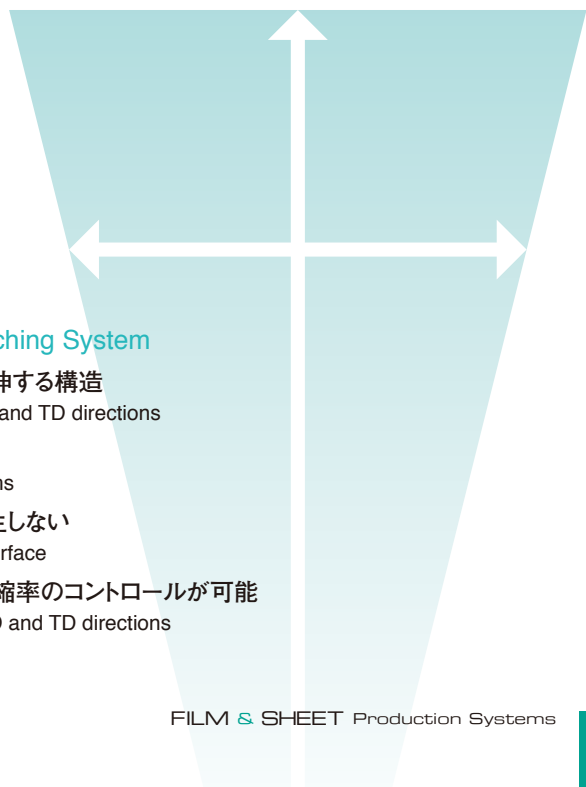 ching System
伸する構造
and TD directions
ns
生しない
rface
縮率のコントロールが可能
and TD directions
FILM & SHEET Production Systems